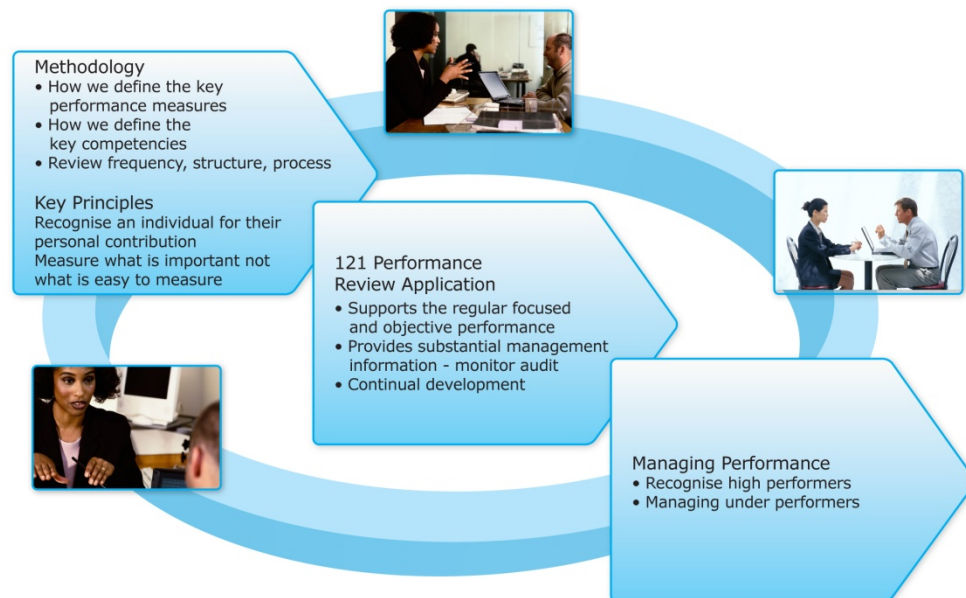 Methodology
• How we define the key
performance measures
• How we define the
key competencies
• Review frequency, structure, process
Key Principles
Recognise an individual for their
personal contribution
Measure what is important not
what is easy to measure
121 Performance
Review Application
• Supports the regular focused
and objective performance
• Provides substantial management
information - monitor audit
• Continual development
Managing Performance
• Recognise high performers
• Managing under performers